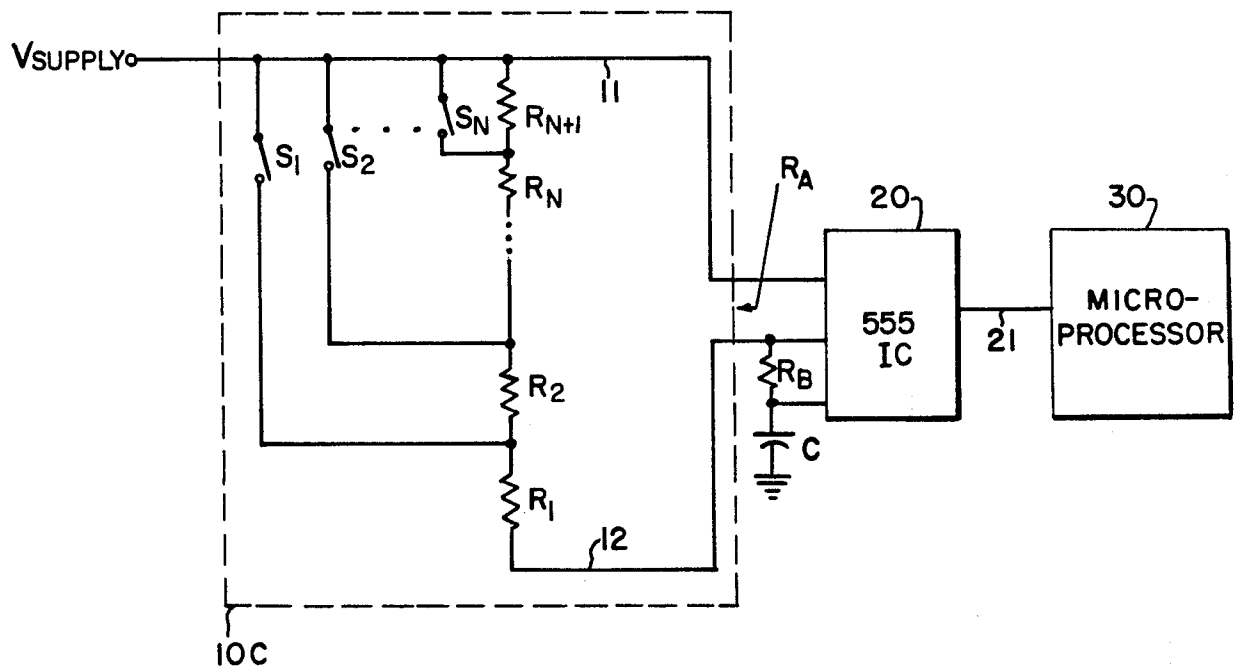 VSUPPLY
11
S1
S2
SN
RN+1
RN
RA
20
30
555
IC
21
MICRO-
PROCESSOR
R2
RB
C
R1
12
10C